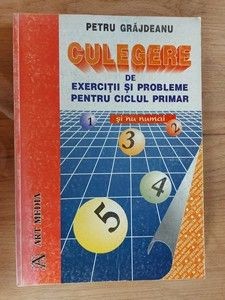 PETRU GRĂJDEANU
CULEGERE
DE
EXERCIȚII ȘI PROBLEME
PENTRU CICLUL PRIMAR
și nu numai
1
2
3
4
5
ART MEDIA